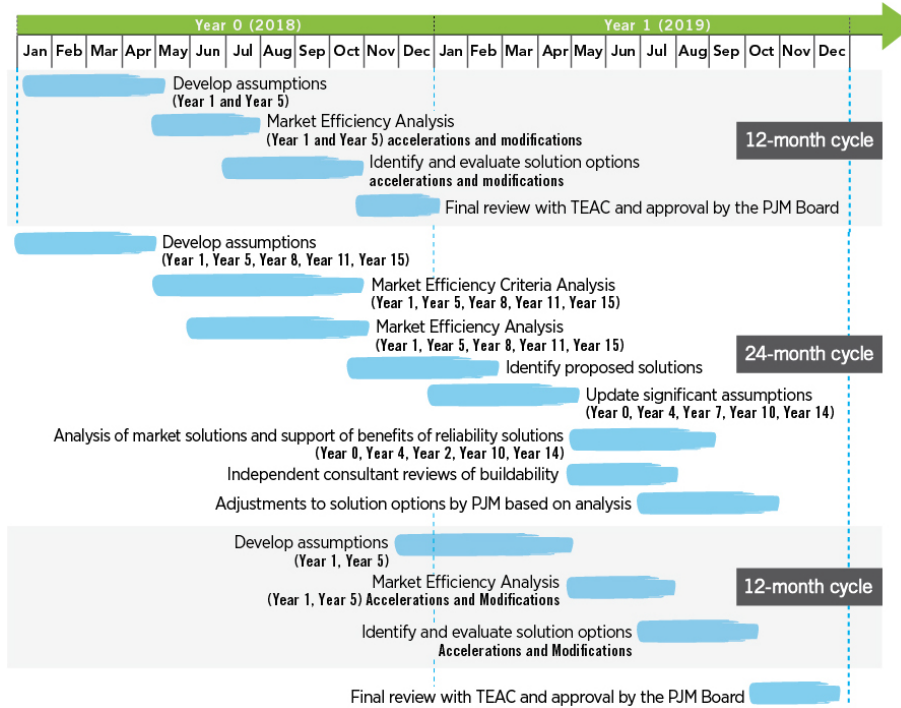 Year 0 (2018) Year 1 (2019)
Jan Feb Mar Apr May Jun Jul Aug Sep Oct Nov Dec Jan Feb Mar Apr May Jun Jul Aug Sep Oct Nov Dec
Develop assumptions
(Year 1 and Year 5)
Market Efficiency Analysis
(Year 1 and Year 5) accelerations and modifications
12-month cycle
Identify and evaluate solution options
accelerations and modifications
Final review with TEAC and approval by the PJM Board
Develop assumptions
(Year 1, Year 5, Year 8, Year 11, Year 15)
Market Efficiency Criteria Analysis
(Year 1, Year 5, Year 8, Year 11, Year 15)
Market Efficiency Analysis
(Year 1, Year 5, Year 8, Year 11, Year 15)
24-month cycle
Identify proposed solutions
Update significant assumptions
(Year 0, Year 4, Year 7, Year 10, Year 14)
Analysis of market solutions and support of benefits of reliability solutions
(Year 0, Year 4, Year 2, Year 10, Year 14)
Independent consultant reviews of buildability
Adjustments to solution options by PJM based on analysis
Develop assumptions
(Year 1, Year 5)
Market Efficiency Analysis
(Year 1, Year 5) Accelerations and Modifications
12-month cycle
Identify and evaluate solution options
Accelerations and Modifications
Final review with TEAC and approval by the PJM Board